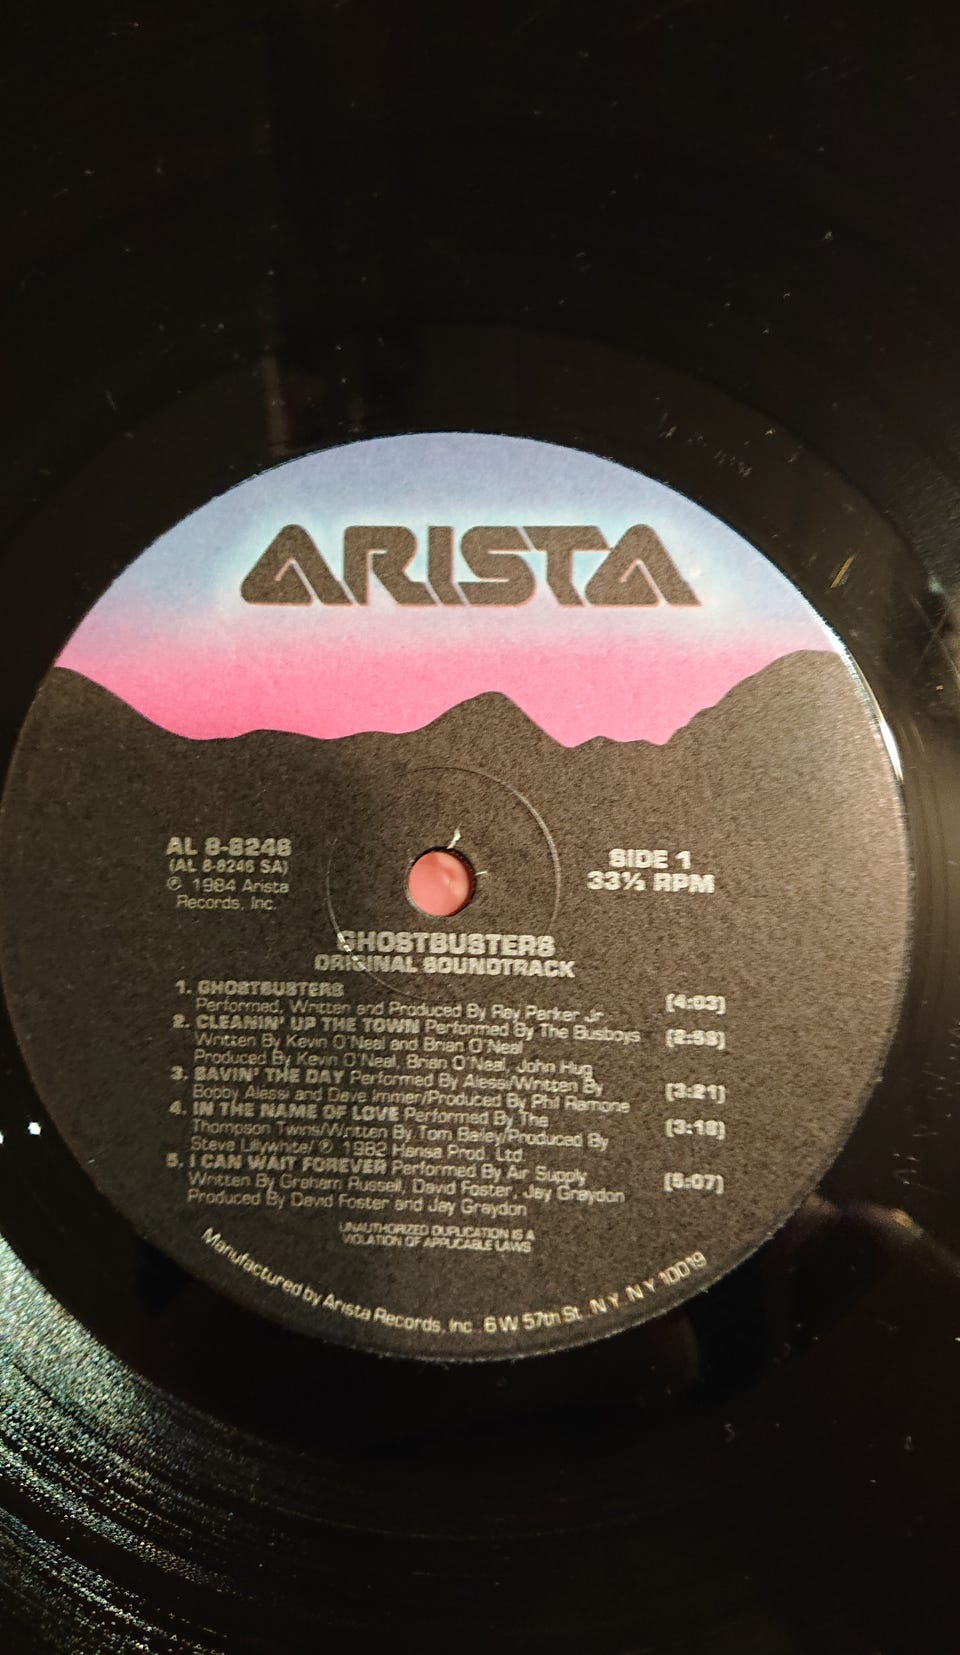 ARISTA
AL 8-8246
(AL 8-8246 SA)
℗ 1984 Arista
Records, Inc.
SIDE 1
33⅓ RPM
GHOSTBUSTERS
ORIGINAL SOUNDTRACK
1. GHOSTBUSTERS
Performed, Written and Produced By Ray Parker Jr. [4:03]
2. CLEANIN' UP THE TOWN Performed By The Busboys [2:59]
Written By Kevin O'Neal and Brian O'Neal
Produced By Kevin O'Neal, Brian O'Neal, John Hug
3. SAVIN' THE DAY Performed By Alessi/Written By
Bobby Alessi and Dave Immer/Produced By Phil Ramone [3:21]
4. IN THE NAME OF LOVE Performed By The
Thompson Twins/Written By Tom Bailey/Produced By [3:19]
Steve Lillywhite/ ℗ 1982 Hansa Prod. Ltd.
5. I CAN WAIT FOREVER Performed By Air Supply
Written By Graham Russell, David Foster, Jay Graydon [5:07]
Produced By David Foster and Jay Graydon
UNAUTHORIZED DUPLICATION IS A
VIOLATION OF APPLICABLE LAWS
Manufactured by Arista Records, Inc. 6 W 57th St. N Y N Y 10019